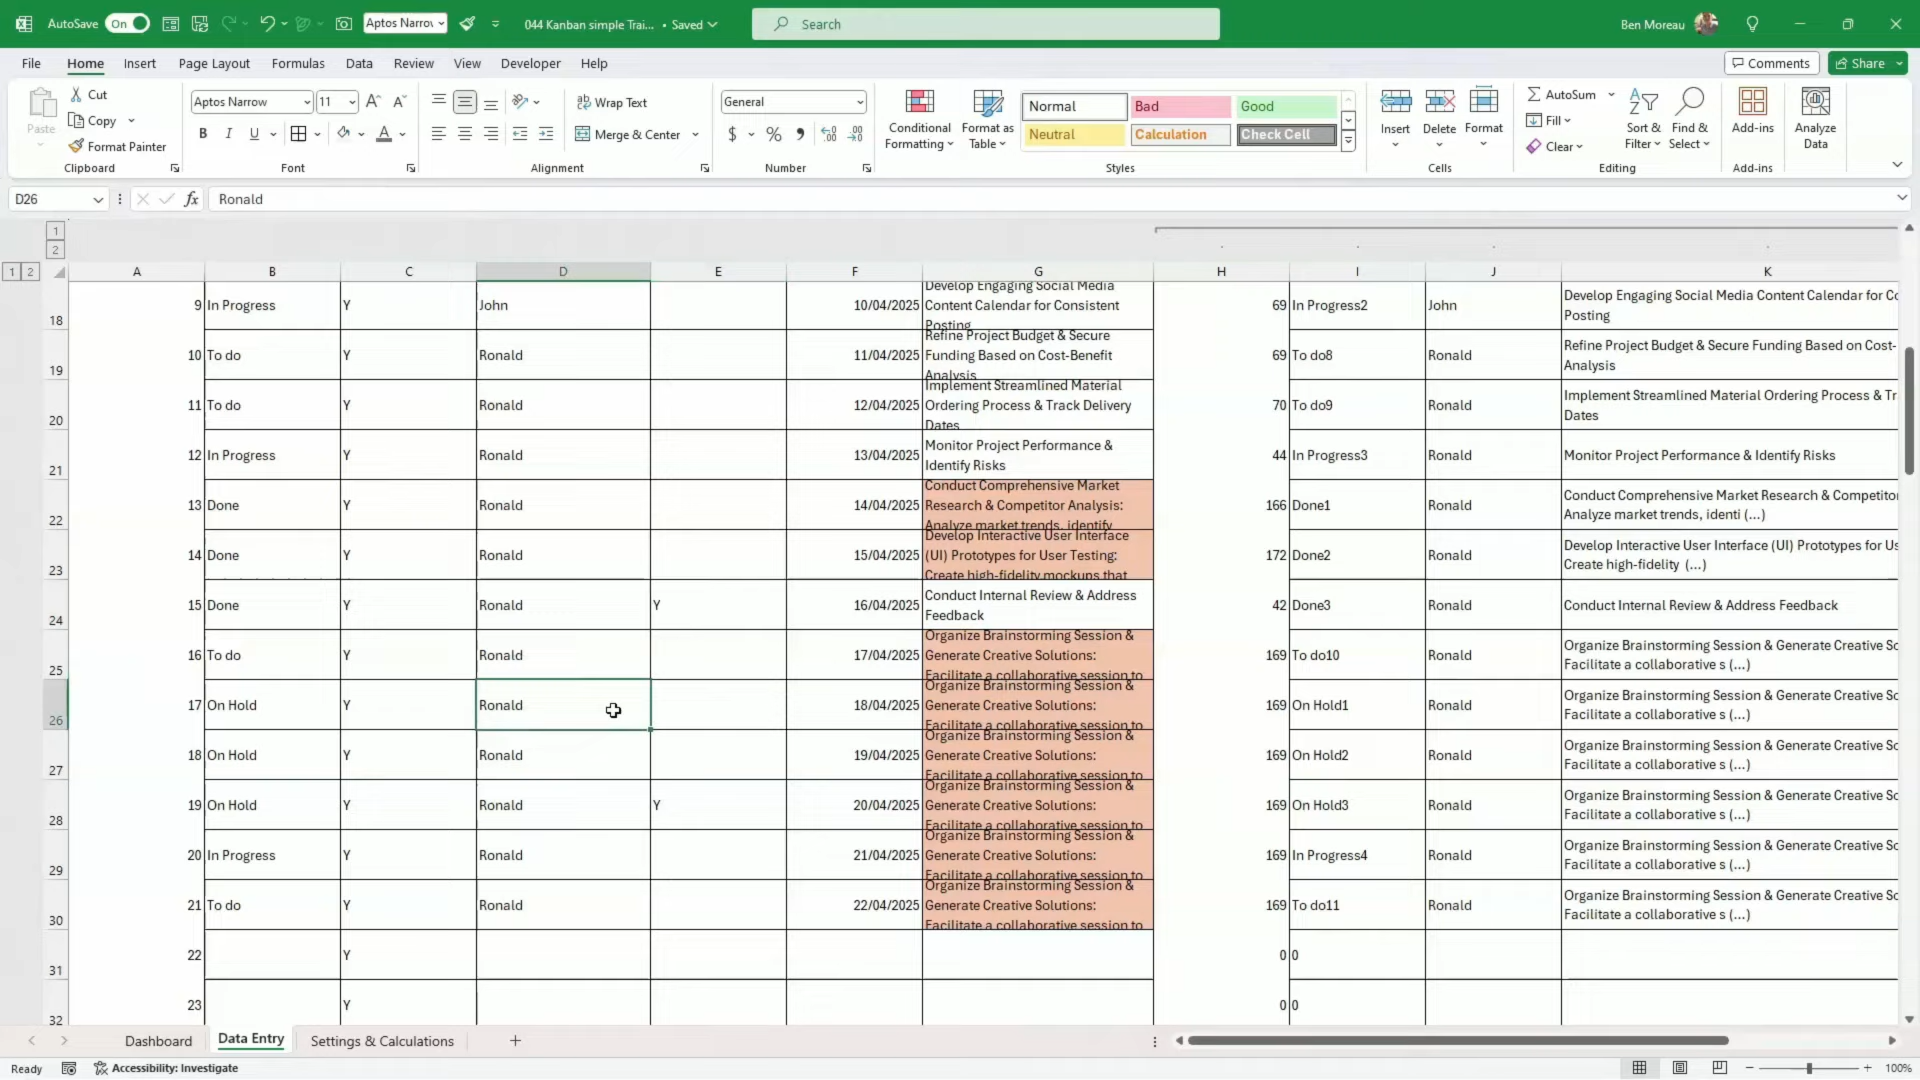 AutoSave On Aptos Narrov 044 Kanban simple Trai... • Saved Search Ben Moreau
File Home Insert Page Layout Formulas Data Review View Developer Help Comments Share
Paste Cut Copy Format Painter Clipboard
Aptos Narrow 11 B I U A Font
Wrap Text Merge & Center Alignment
General $ % Number
Conditional Formatting Format as Table Normal Bad Good Neutral Calculation Check Cell Styles
Insert Delete Format Cells
AutoSum Fill Clear Sort & Filter Find & Select Editing
Add-ins Add-ins
Analyze Data
D26 fx Ronald
1
2
1 2 A B C D E F G H I J K
18 9 In Progress Y John 10/04/2025 Develop Engaging Social Media Content Calendar for Consistent Posting 69 In Progress2 John Develop Engaging Social Media Content Calendar for Co
Posting
19 10 To do Y Ronald 11/04/2025 Refine Project Budget & Secure Funding Based on Cost-Benefit Analysis 69 To do8 Ronald Refine Project Budget & Secure Funding Based on Cost-
Analysis
20 11 To do Y Ronald 12/04/2025 Implement Streamlined Material Ordering Process & Track Delivery Dates 70 To do9 Ronald Implement Streamlined Material Ordering Process & Tr
Dates
21 12 In Progress Y Ronald 13/04/2025 Monitor Project Performance & Identify Risks 44 In Progress3 Ronald Monitor Project Performance & Identify Risks
22 13 Done Y Ronald 14/04/2025 Conduct Comprehensive Market Research & Competitor Analysis: Analyze market trends, identify 166 Done1 Ronald Conduct Comprehensive Market Research & Competitor
Analyze market trends, identi (...)
23 14 Done Y Ronald 15/04/2025 Develop Interactive User Interface (UI) Prototypes for User Testing: Create high-fidelity mockups that 172 Done2 Ronald Develop Interactive User Interface (UI) Prototypes for Us
Create high-fidelity (...)
24 15 Done Y Ronald Y 16/04/2025 Conduct Internal Review & Address Feedback 42 Done3 Ronald Conduct Internal Review & Address Feedback
25 16 To do Y Ronald 17/04/2025 Organize Brainstorming Session & Generate Creative Solutions: Facilitate a collaborative session to 169 To do10 Ronald Organize Brainstorming Session & Generate Creative So
Facilitate a collaborative s (...)
26 17 On Hold Y Ronald 18/04/2025 Organize Brainstorming Session & Generate Creative Solutions: Facilitate a collaborative session to 169 On Hold1 Ronald Organize Brainstorming Session & Generate Creative So
Facilitate a collaborative s (...)
27 18 On Hold Y Ronald 19/04/2025 Organize Brainstorming Session & Generate Creative Solutions: Facilitate a collaborative session to 169 On Hold2 Ronald Organize Brainstorming Session & Generate Creative So
Facilitate a collaborative s (...)
28 19 On Hold Y Ronald Y 20/04/2025 Organize Brainstorming Session & Generate Creative Solutions: Facilitate a collaborative session to 169 On Hold3 Ronald Organize Brainstorming Session & Generate Creative So
Facilitate a collaborative s (...)
29 20 In Progress Y Ronald 21/04/2025 Organize Brainstorming Session & Generate Creative Solutions: Facilitate a collaborative session to 169 In Progress4 Ronald Organize Brainstorming Session & Generate Creative So
Facilitate a collaborative s (...)
30 21 To do Y Ronald 22/04/2025 Organize Brainstorming Session & Generate Creative Solutions: Facilitate a collaborative session to 169 To do11 Ronald Organize Brainstorming Session & Generate Creative So
Facilitate a collaborative s (...)
31 22 Y 0 0
32 23 Y 0 0
Dashboard Data Entry Settings & Calculations
Ready Accessibility: Investigate 100%